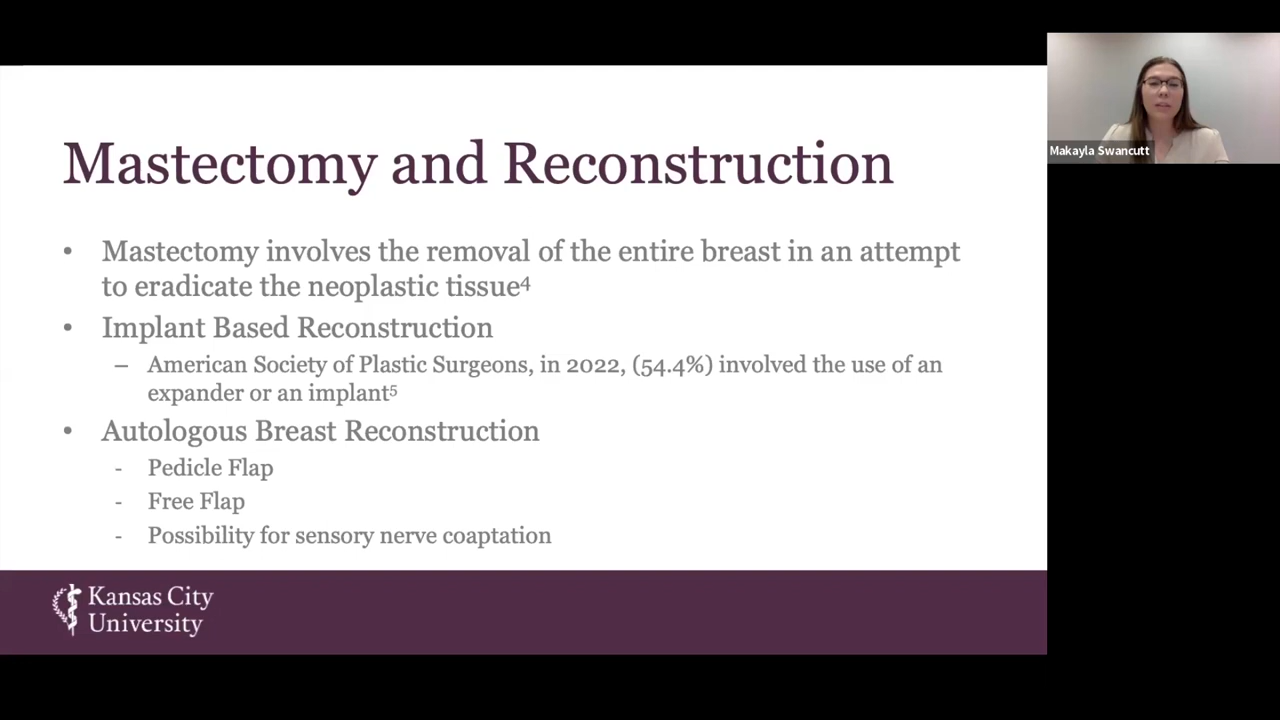 Mastectomy and Reconstruction
• Mastectomy involves the removal of the entire breast in an attempt
to eradicate the neoplastic tissue⁴
• Implant Based Reconstruction
– American Society of Plastic Surgeons, in 2022, (54.4%) involved the use of an
expander or an implant⁵
• Autologous Breast Reconstruction
- Pedicle Flap
- Free Flap
- Possibility for sensory nerve coaptation
Kansas City
University
Makayla Swancutt